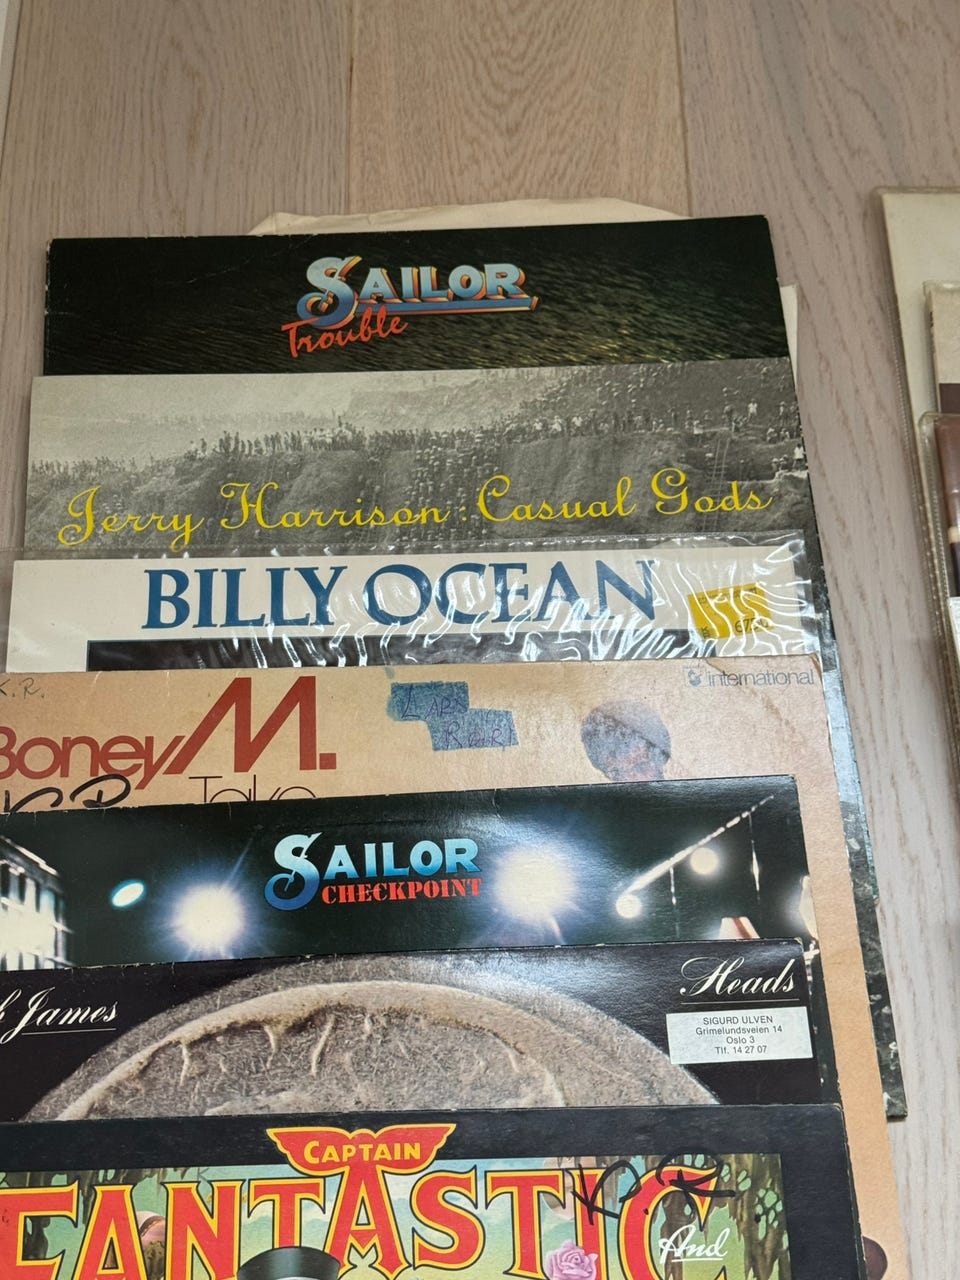 SAILOR
Trouble
Jerry Harrison : Casual Gods
BILLY OCEAN
K.R.
international
Boney M.
K.R.
Take
SAILOR
CHECKPOINT
James
Heads
SIGURD ULVEN
Grimelundsveien 14
Oslo 3
Tlf. 14 27 07
CAPTAIN
FANTASTIC
K.R
And